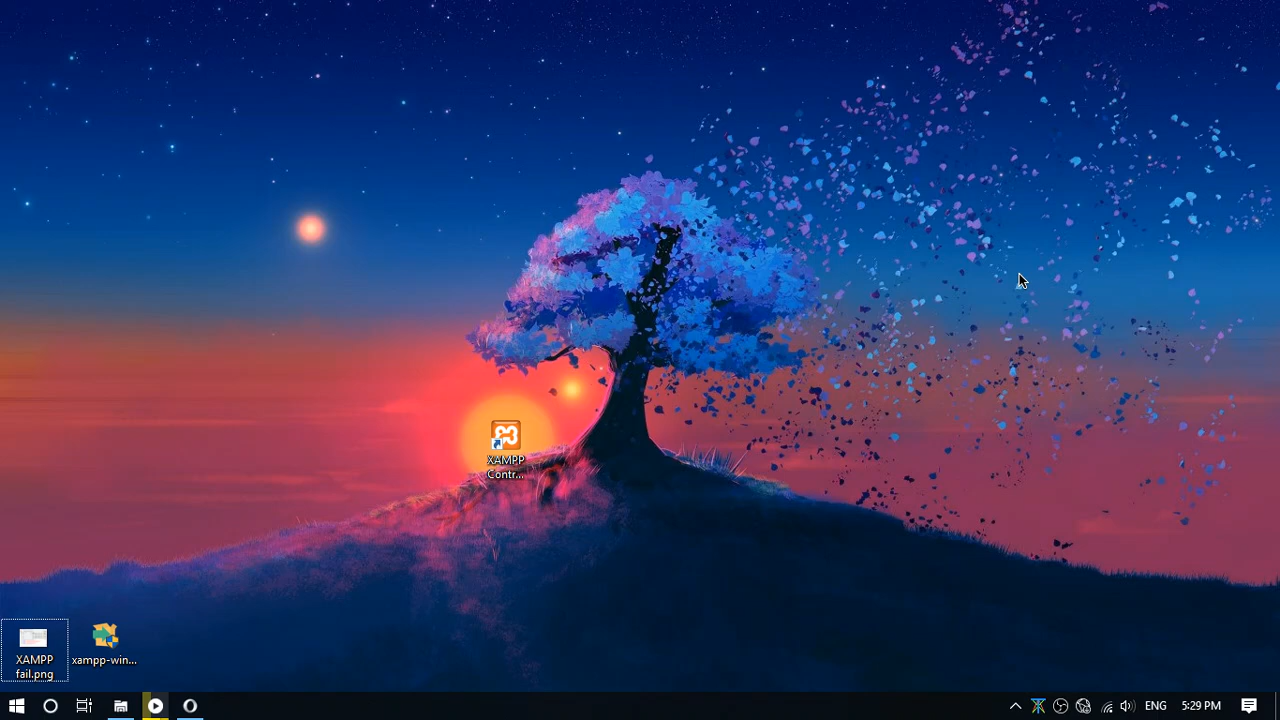 XAMPP
Contr...
XAMPP
fail.png
xampp-win...
ENG
5:29 PM